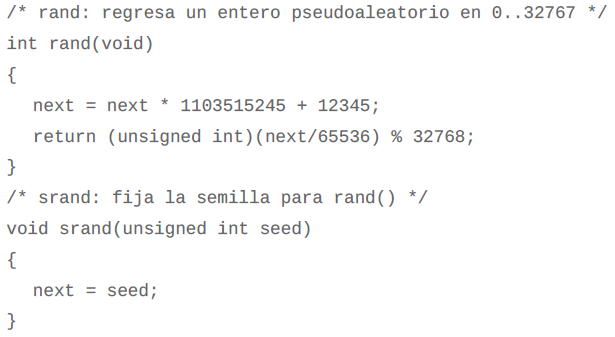 /* rand: regresa un entero pseudoaleatorio en 0..32767 */
int rand(void)
{
next = next * 1103515245 + 12345;
return (unsigned int)(next/65536) % 32768;
}
/* srand: fija la semilla para rand() */
void srand(unsigned int seed)
{
next = seed;
}